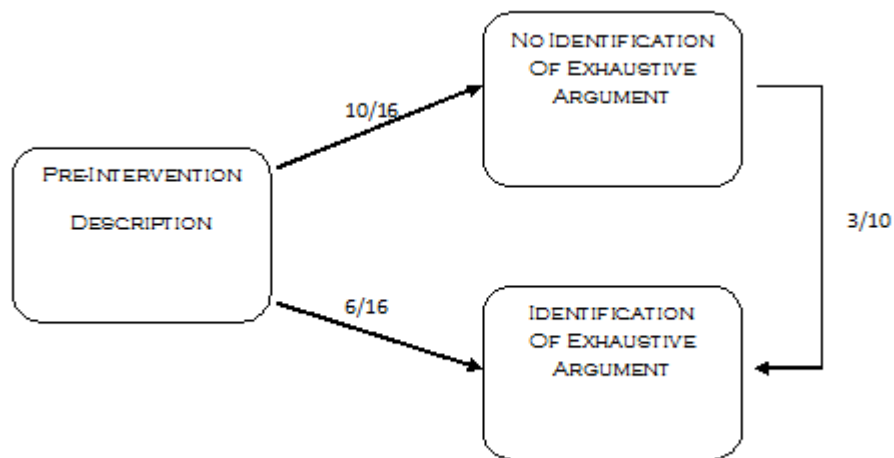 No Identification
Of Exhaustive
Argument
10/16
Pre-Intervention
Description
3/10
6/16
Identification
Of Exhaustive
Argument